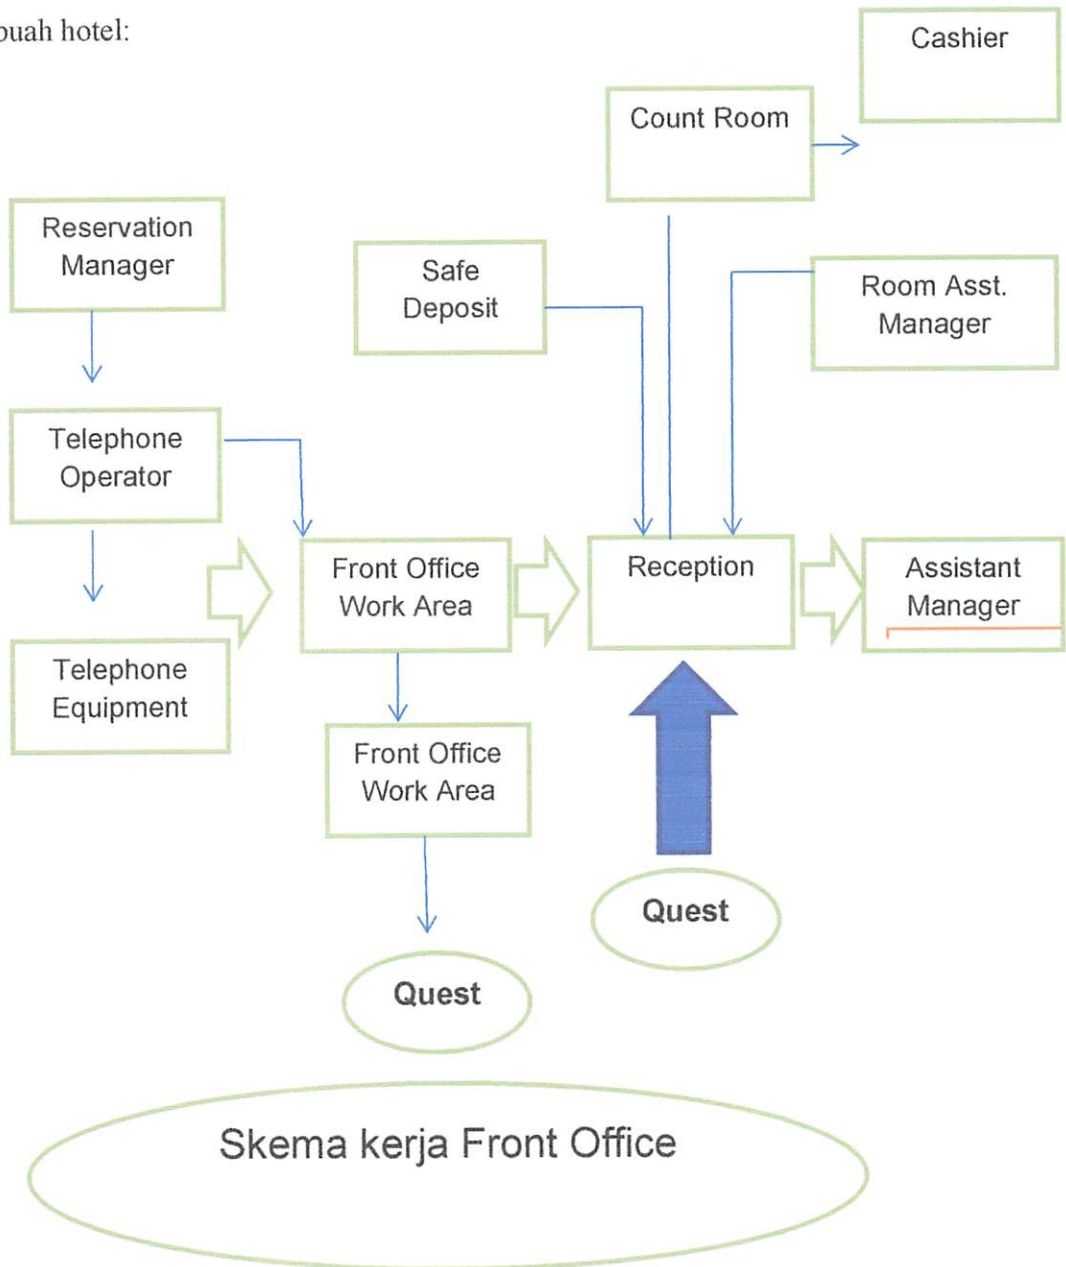 buah hotel:
Cashier
Count Room
Reservation
Manager
Safe
Deposit
Room Asst.
Manager
Telephone
Operator
Front Office
Work Area
Reception
Assistant
Manager
Telephone
Equipment
Front Office
Work Area
Quest
Quest
Skema kerja Front Office